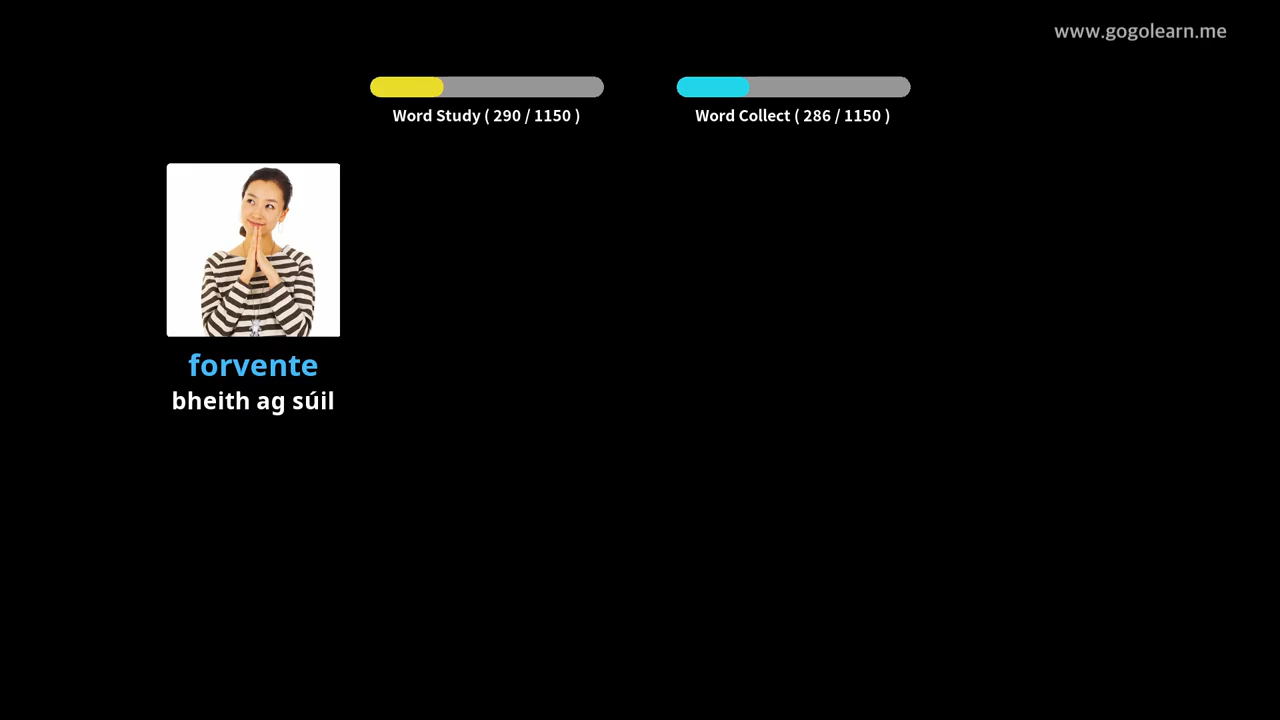 www.gogolearn.me
Word Study ( 290 / 1150 )
Word Collect ( 286 / 1150 )
forvente
bheith ag súil